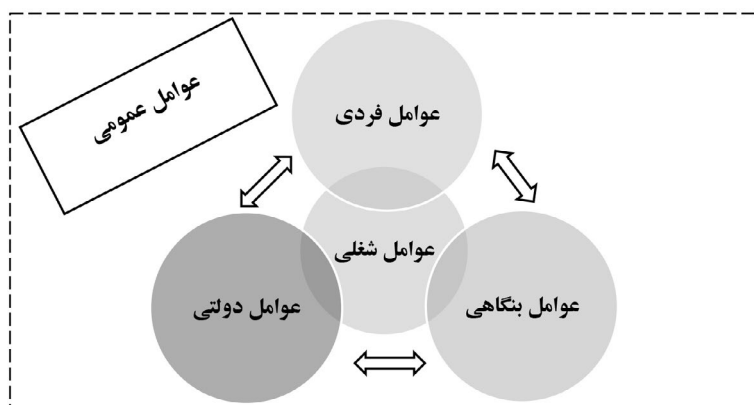 عوامل عمومی
عوامل فردی
عوامل شغلی
عوامل بنگاهی
عوامل دولتی